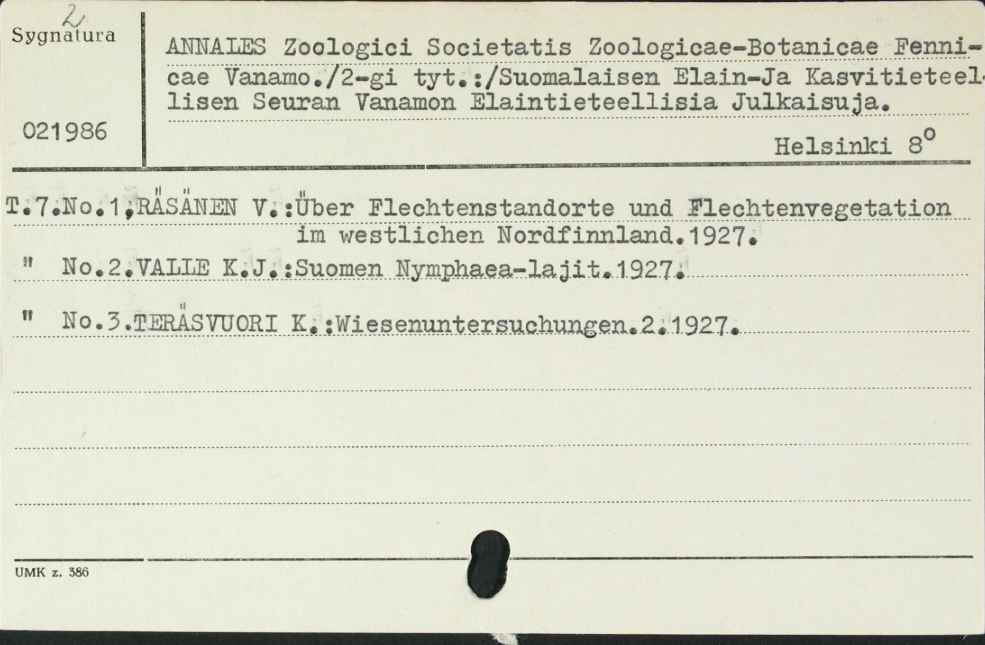 2
Sygnatura
021986
ANNALES Zoologici Societatis Zoologicae-Botanicae Fenni-
cae Vanamo./2-gi tyt.:/Suomalaisen Elain-Ja Kasvitieteel-
lisen Seuran Vanamon Elaintieteellisia Julkaisuja.
Helsinki 8°
T.7.No.1,RÄSÄNEN V.:Über Flechtenstandorte und Flechtenvegetation
im westlichen Nordfinnland.1927.
" No.2.VALLE K.J.:Suomen Nymphaea-lajit.1927.
" No.3.TERÄSVUORI K.:Wiesenuntersuchungen.2.1927.
UMK z. 386